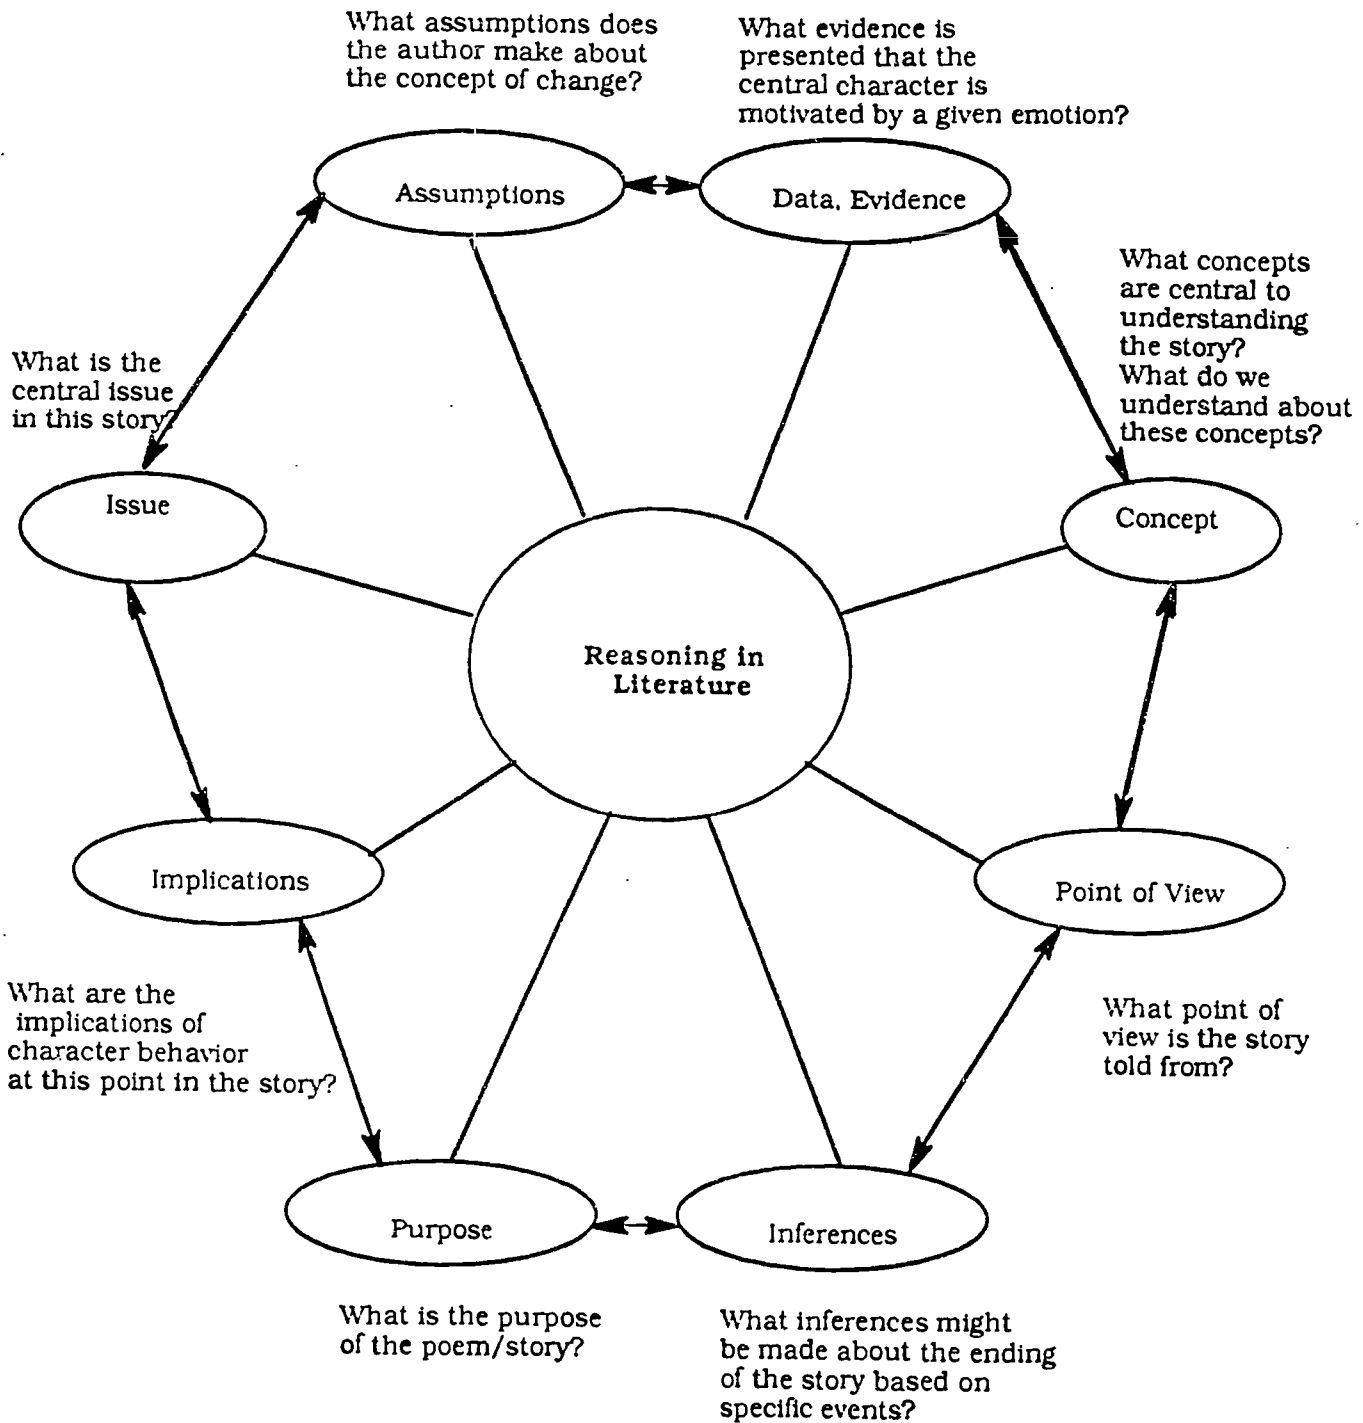 What assumptions does
the author make about
the concept of change?
What evidence is
presented that the
central character is
motivated by a given emotion?
Assumptions
Data, Evidence
What concepts
are central to
understanding
the story?
What do we
understand about
these concepts?
What is the
central issue
in this story?
Issue
Concept
Reasoning in
Literature
Implications
Point of View
What are the
implications of
character behavior
at this point in the story?
What point of
view is the story
told from?
Purpose
Inferences
What is the purpose
of the poem/story?
What inferences might
be made about the ending
of the story based on
specific events?